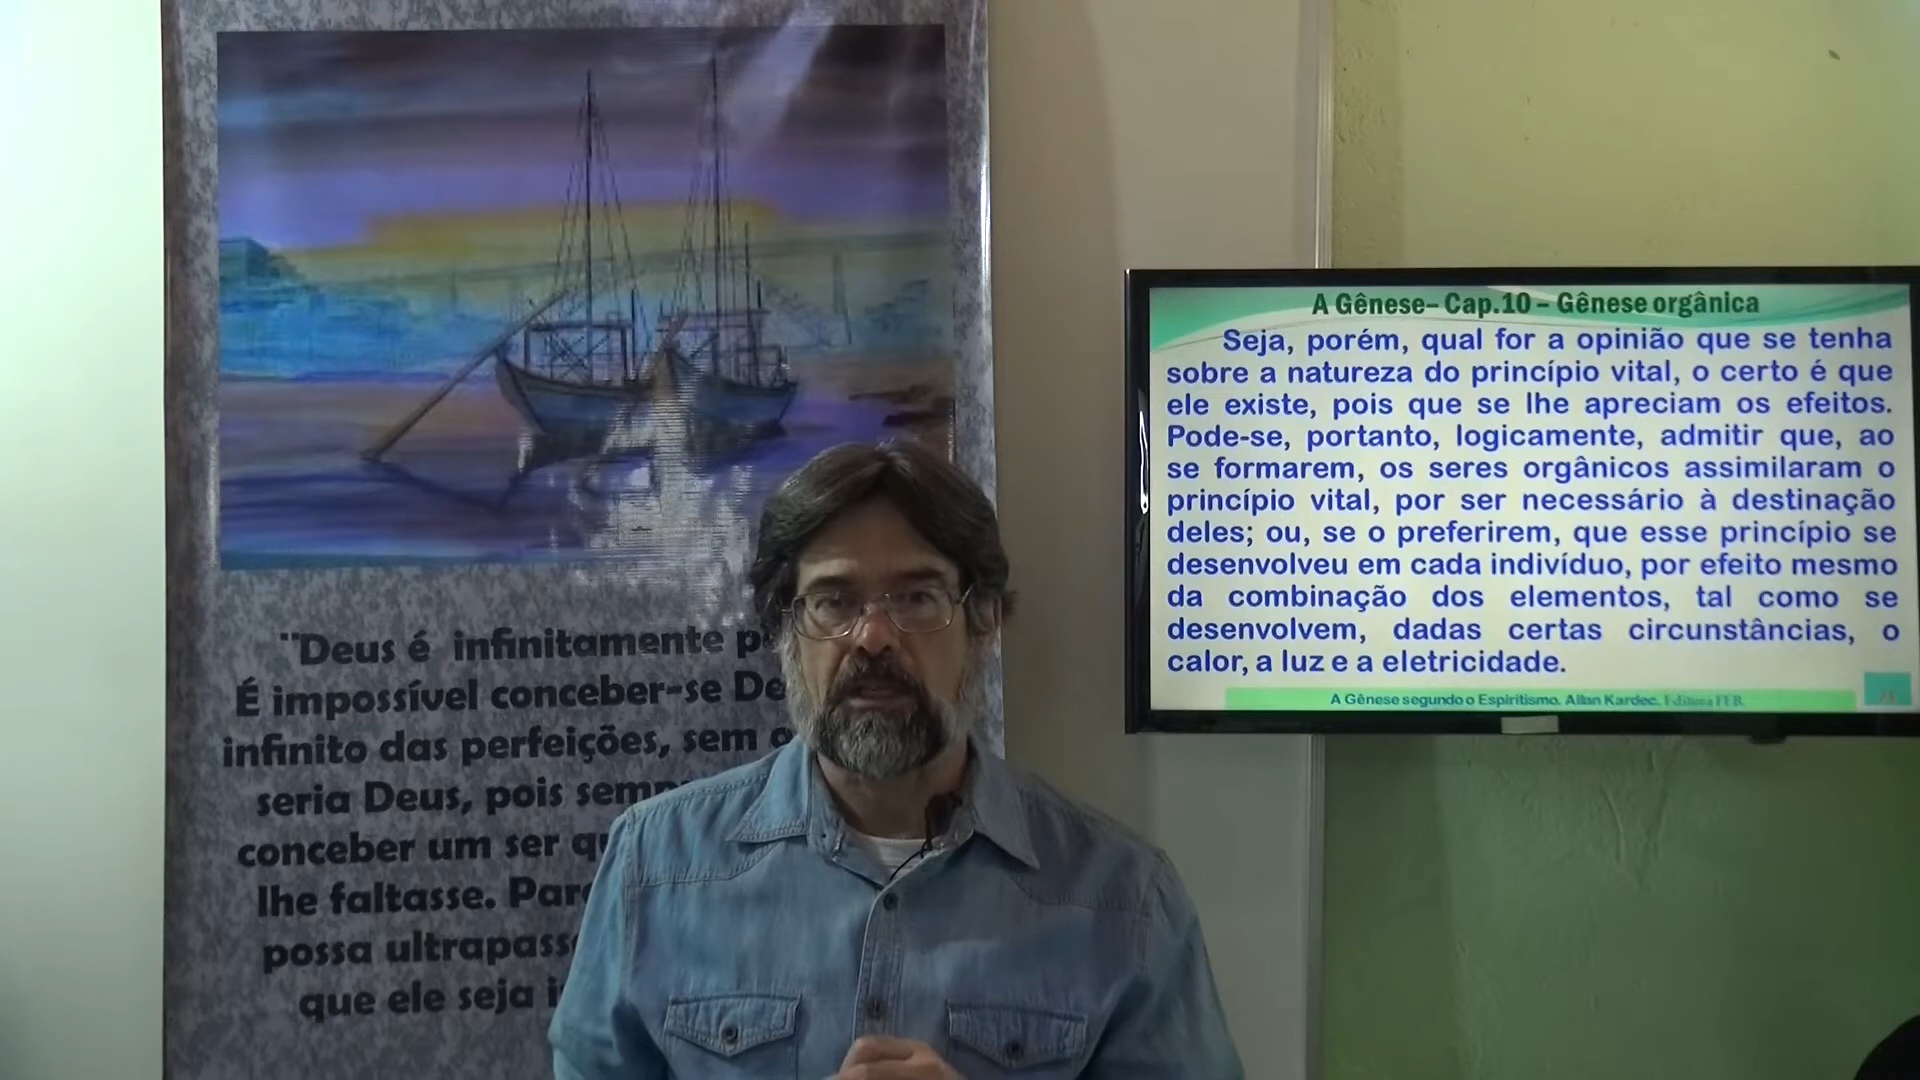 ¨Deus é infinitamente
É impossível conceber-se
infinito das perfeições, sem
seria Deus, pois
conceber um ser
lhe faltasse.
possa
que ele seja
A Gênese– Cap.10 – Gênese orgânica
Seja, porém, qual for a opinião que se tenha
sobre a natureza do princípio vital, o certo é que
ele existe, pois que se lhe apreciam os efeitos.
Pode-se, portanto, logicamente, admitir que, ao
se formarem, os seres orgânicos assimilaram o
princípio vital, por ser necessário à destinação
deles; ou, se o preferirem, que esse princípio se
desenvolveu em cada indivíduo, por efeito mesmo
da combinação dos elementos, tal como se
desenvolvem, dadas certas circunstâncias, o
calor, a luz e a eletricidade.
A Gênese segundo o Espiritismo. Allan Kardec. Editora FEB.